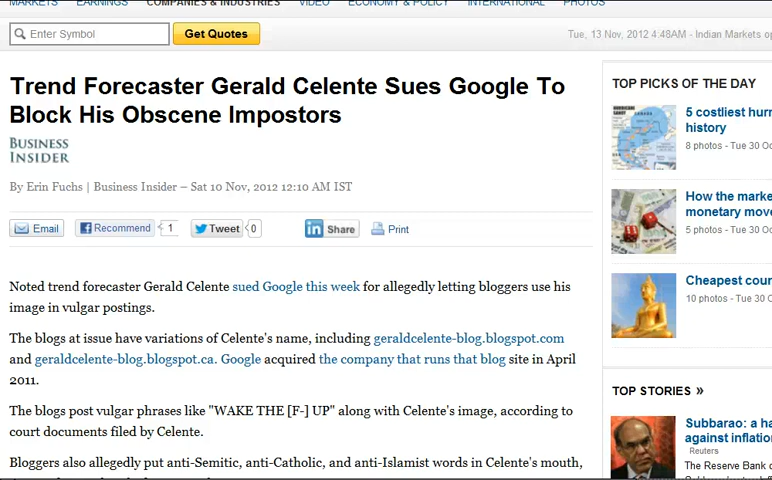 MARKETS EARNINGS COMPANIES & INDUSTRIES VIDEO ECONOMY & POLICY INTERNATIONAL PHOTOS
Enter Symbol Get Quotes Tue, 13 Nov, 2012 4:48AM - Indian Markets op
Trend Forecaster Gerald Celente Sues Google To
Block His Obscene Impostors
BUSINESS
INSIDER
By Erin Fuchs | Business Insider – Sat 10 Nov, 2012 12:10 AM IST
Email Recommend 1 Tweet 0 Share Print
Noted trend forecaster Gerald Celente sued Google this week for allegedly letting bloggers use his
image in vulgar postings.
The blogs at issue have variations of Celente's name, including geraldcelente-blog.blogspot.com
and geraldcelente-blog.blogspot.ca. Google acquired the company that runs that blog site in April
2011.
The blogs post vulgar phrases like "WAKE THE [F-] UP" along with Celente's image, according to
court documents filed by Celente.
Bloggers also allegedly put anti-Semitic, anti-Catholic, and anti-Islamist words in Celente's mouth,
TOP PICKS OF THE DAY
5 costliest hurr
history
8 photos - Tue 30 Oc
How the marke
monetary move
5 photos - Tue 30 Oc
Cheapest coun
10 photos - Tue 30 O
TOP STORIES »
Subbarao: a ha
against inflatio
Reuters
The Reserve Bank o